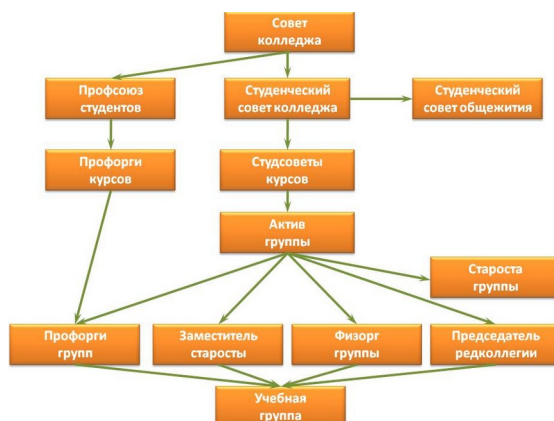 Совет
колледжа
Профсоюз
студентов
Студенческий
совет колледжа
Студенческий
совет общежития
Профорги
курсов
Студсоветы
курсов
Актив
группы
Староста
группы
Профорги
групп
Заместитель
старосты
Физорг
группы
Председатель
редколлегии
Учебная
группа